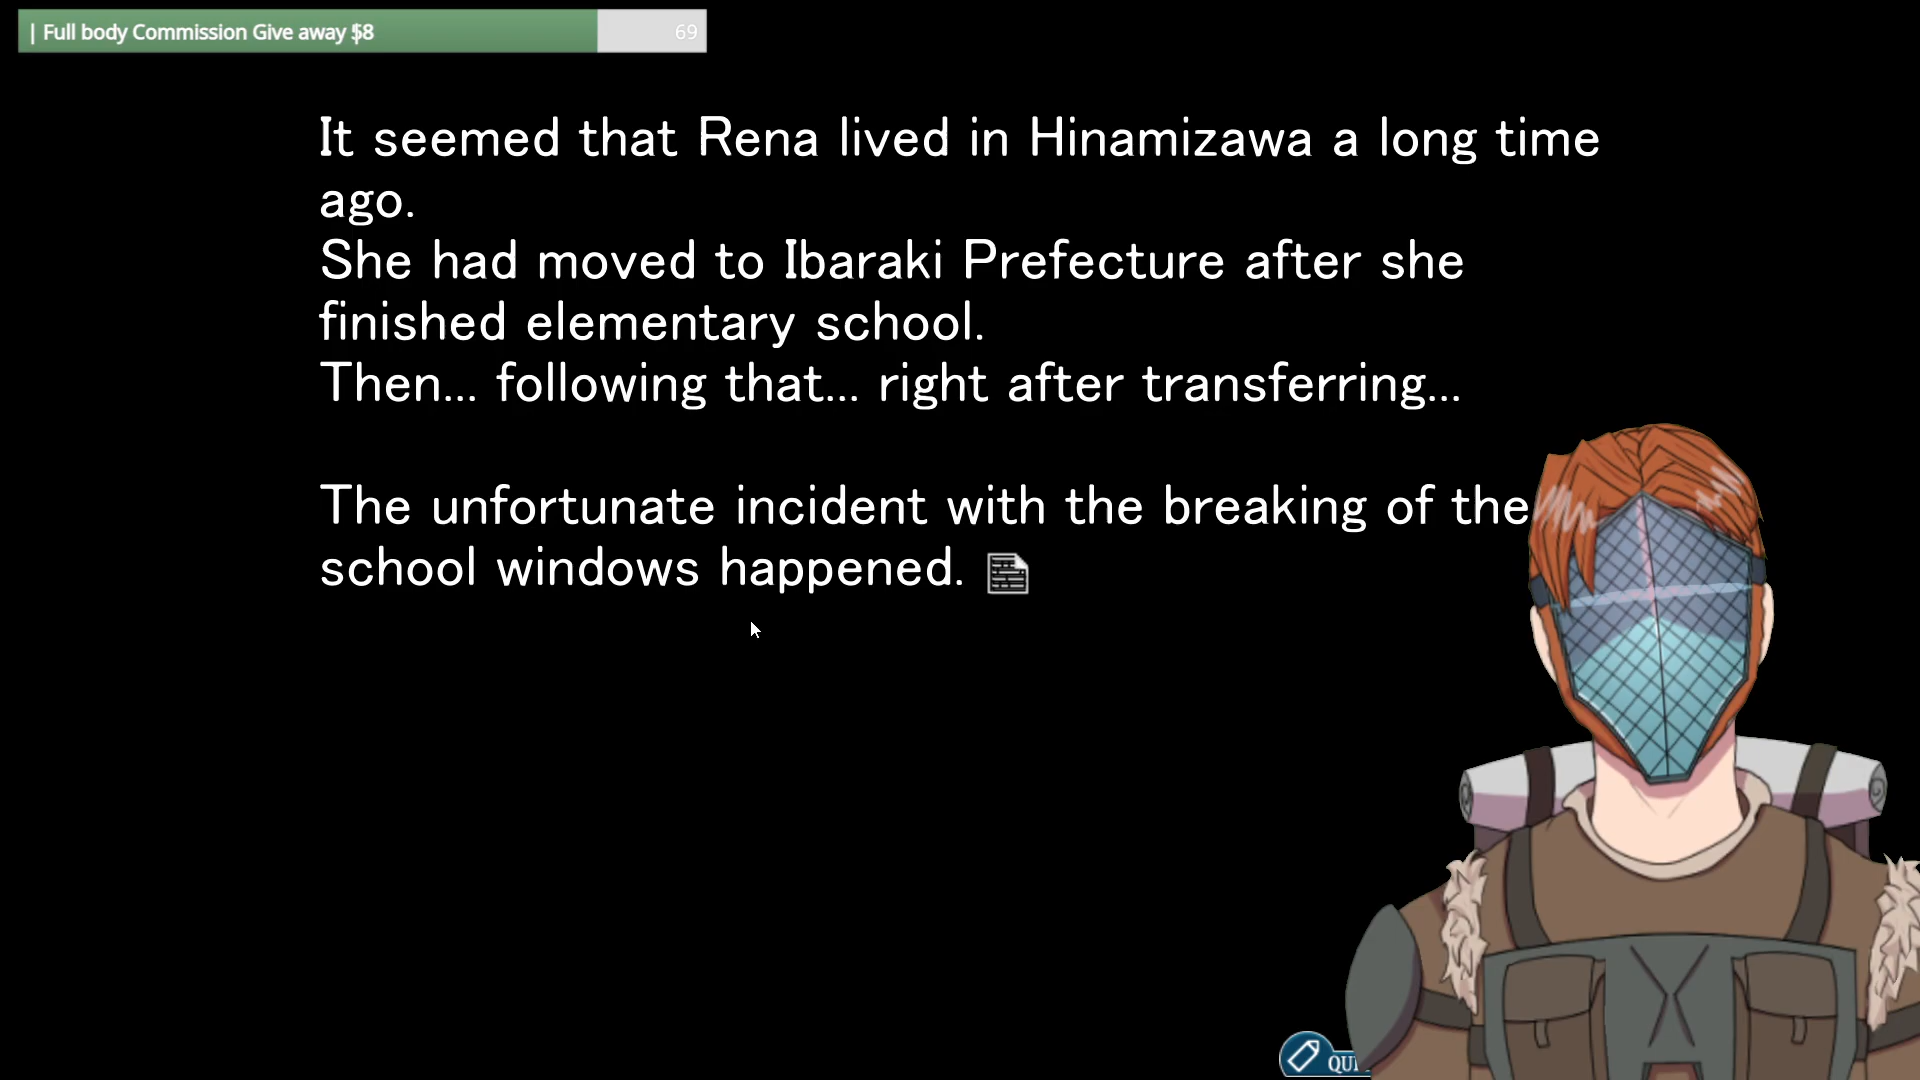 | Full body Commission Give away $8
69
It seemed that Rena lived in Hinamizawa a long time
ago.
She had moved to Ibaraki Prefecture after she
finished elementary school.
Then... following that... right after transferring...
The unfortunate incident with the breaking of the
school windows happened.